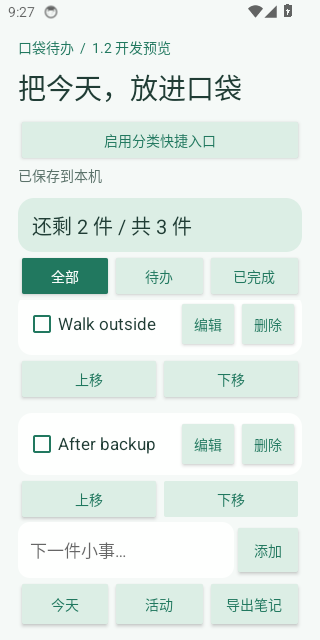 9:27
口袋待办 / 1.2 开发预览
把今天，放进口袋
启用分类快捷入口
已保存到本机
还剩 2 件 / 共 3 件
全部 待办 已完成
Walk outside 编辑 删除
上移 下移
After backup 编辑 删除
上移 下移
下一件小事… 添加
今天 活动 导出笔记